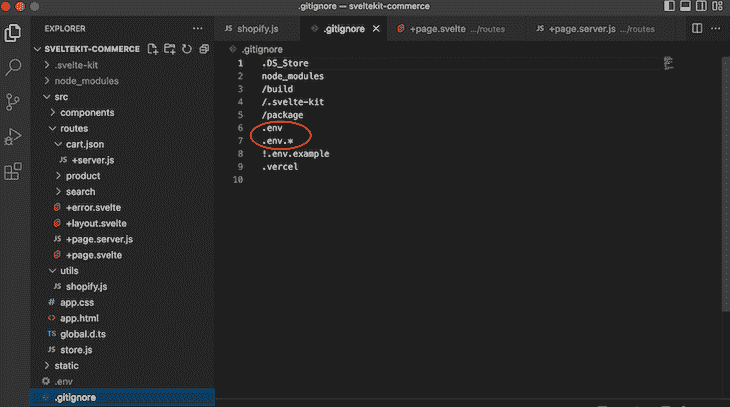 .gitignore — sveltekit-commerce
EXPLORER
SVELTEKIT-COMMERCE
.svelte-kit
node_modules
src
components
routes
cart.json
+server.js
product
search
+error.svelte
+layout.svelte
+page.server.js
+page.svelte
utils
JS shopify.js
# app.css
<> app.html
TS global.d.ts
JS store.js
static
.env
.gitignore
JS shopify.js
.gitignore
+page.svelte .../routes
JS +page.server.js .../routes
.gitignore
1 .DS_Store
2 node_modules
3 /build
4 /.svelte-kit
5 /package
6 .env
7 .env.*
8 !.env.example
9 .vercel
10